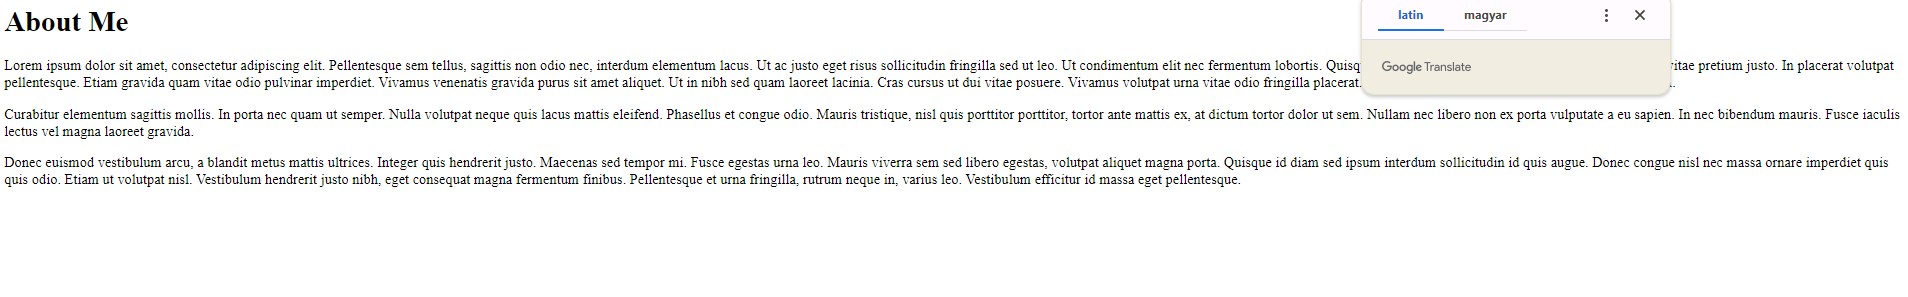 About Me
latin magyar
Google Translate
Lorem ipsum dolor sit amet, consectetur adipiscing elit. Pellentesque sem tellus, sagittis non odio nec, interdum elementum lacus. Ut ac justo eget risus sollicitudin fringilla sed ut leo. Ut condimentum elit nec fermentum lobortis. pretium justo. In placerat volutpat
pellentesque. Etiam gravida quam vitae odio pulvinar imperdiet. Vivamus venenatis gravida purus sit amet aliquet. Ut in nibh sed quam laoreet lacinia. Cras cursus ut dui vitae posuere. Vivamus volutpat urna vitae odio fringilla placerat.
Curabitur elementum sagittis mollis. In porta nec quam ut semper. Nulla volutpat neque quis lacus mattis eleifend. Phasellus et congue odio. Mauris tristique, nisl quis porttitor porttitor, tortor ante mattis ex, at dictum tortor dolor ut sem. Nullam nec libero non ex porta vulputate a eu sapien. In nec bibendum mauris. Fusce iaculis
lectus vel magna laoreet gravida.
Donec euismod vestibulum arcu, a blandit metus mattis ultrices. Integer quis hendrerit justo. Maecenas sed tempor mi. Fusce egestas urna leo. Mauris viverra sem sed libero egestas, volutpat aliquet magna porta. Quisque id diam sed ipsum interdum sollicitudin id quis augue. Donec congue nisl nec massa ornare imperdiet quis
quis odio. Etiam ut volutpat nisl. Vestibulum hendrerit justo nibh, eget consequat magna fermentum finibus. Pellentesque et urna fringilla, rutrum neque in, varius leo. Vestibulum efficitur id massa eget pellentesque.